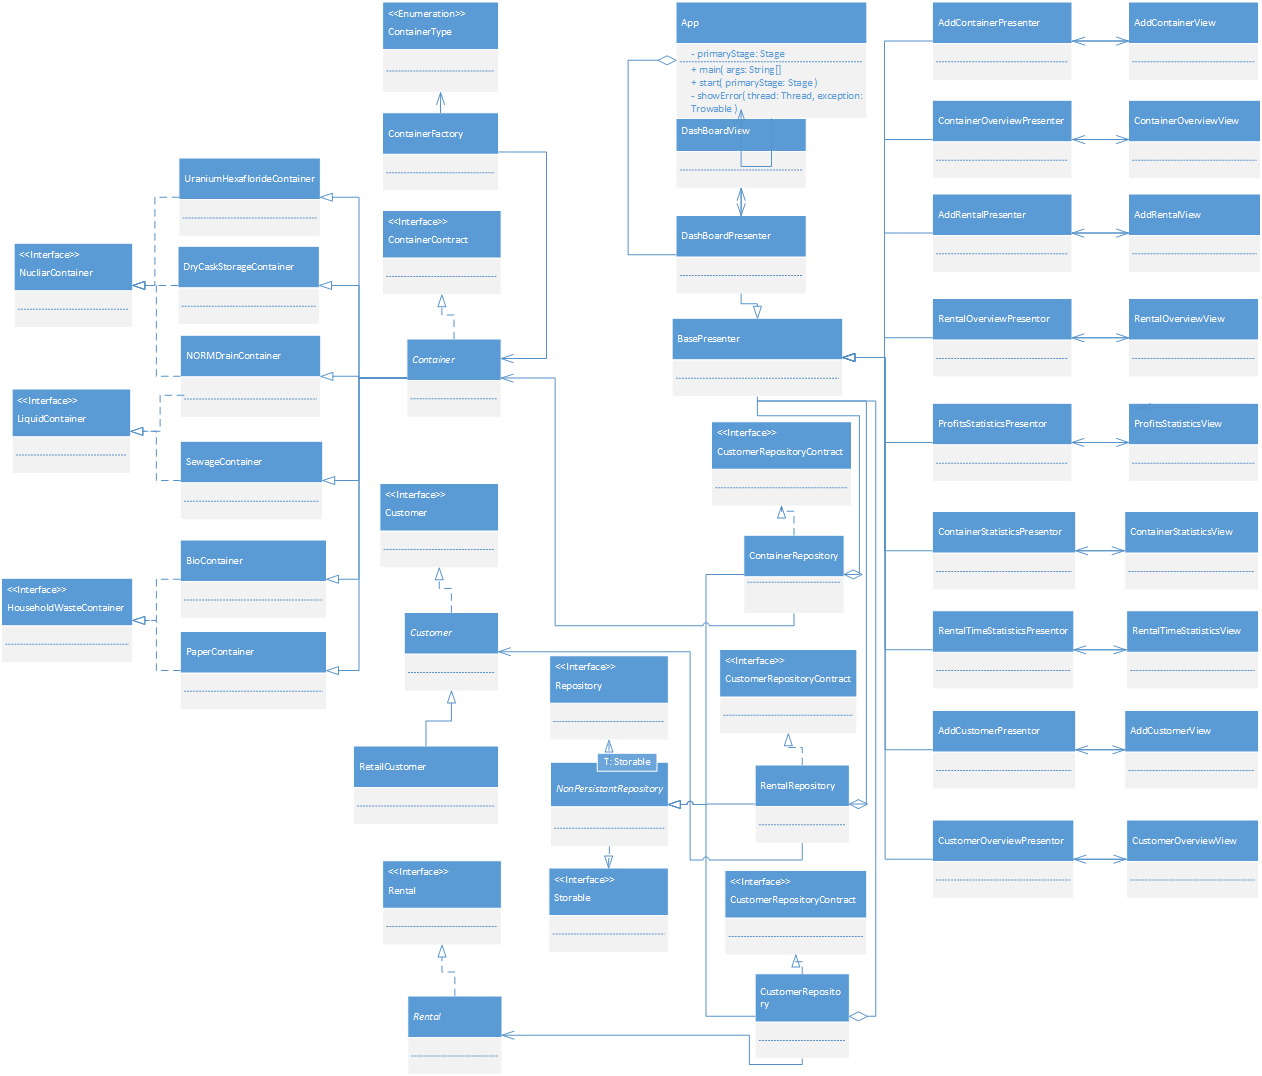 <<Enumeration>>
ContainerType
ContainerFactory
UraniumHexaflorideContainer
<<Interface>>
ContainerContract
<<Interface>>
NucliarContainer
DryCaskStorageContainer
NORMDrainContainer
Container
<<Interface>>
LiquidContainer
SewageContainer
<<Interface>>
Customer
BioContainer
<<Interface>>
HouseholdWasteContainer
Customer
PaperContainer
<<Interface>>
Repository
RetailCustomer
T: Storable
NonPersistantRepository
<<Interface>>
Rental
<<Interface>>
Storable
Rental
App
- primaryStage: Stage
+ main( args: String[]
+ start( primaryStage: Stage )
- showError( thread: Thread, exception:
Trowable )
DashBoardView
DashBoardPresenter
BasePresenter
<<Interface>>
CustomerRepositoryContract
ContainerRepository
<<Interface>>
CustomerRepositoryContract
RentalRepository
<<Interface>>
CustomerRepositoryContract
CustomerReposito
ry
AddContainerPresenter
AddContainerView
ContainerOverviewPresenter
ContainerOverviewView
AddRentalPresenter
AddRentalView
RentalOverviewPresentor
RentalOverviewView
ProfitsStatisticsPresentor
ProfitsStatisticsView
ContainerStatisticsPresentor
ContainerStatisticsView
RentalTimeStatisticsPresentor
RentalTimeStatisticsView
AddCustomerPresentor
AddCustomerView
CustomerOverviewPresentor
CustomerOverviewView